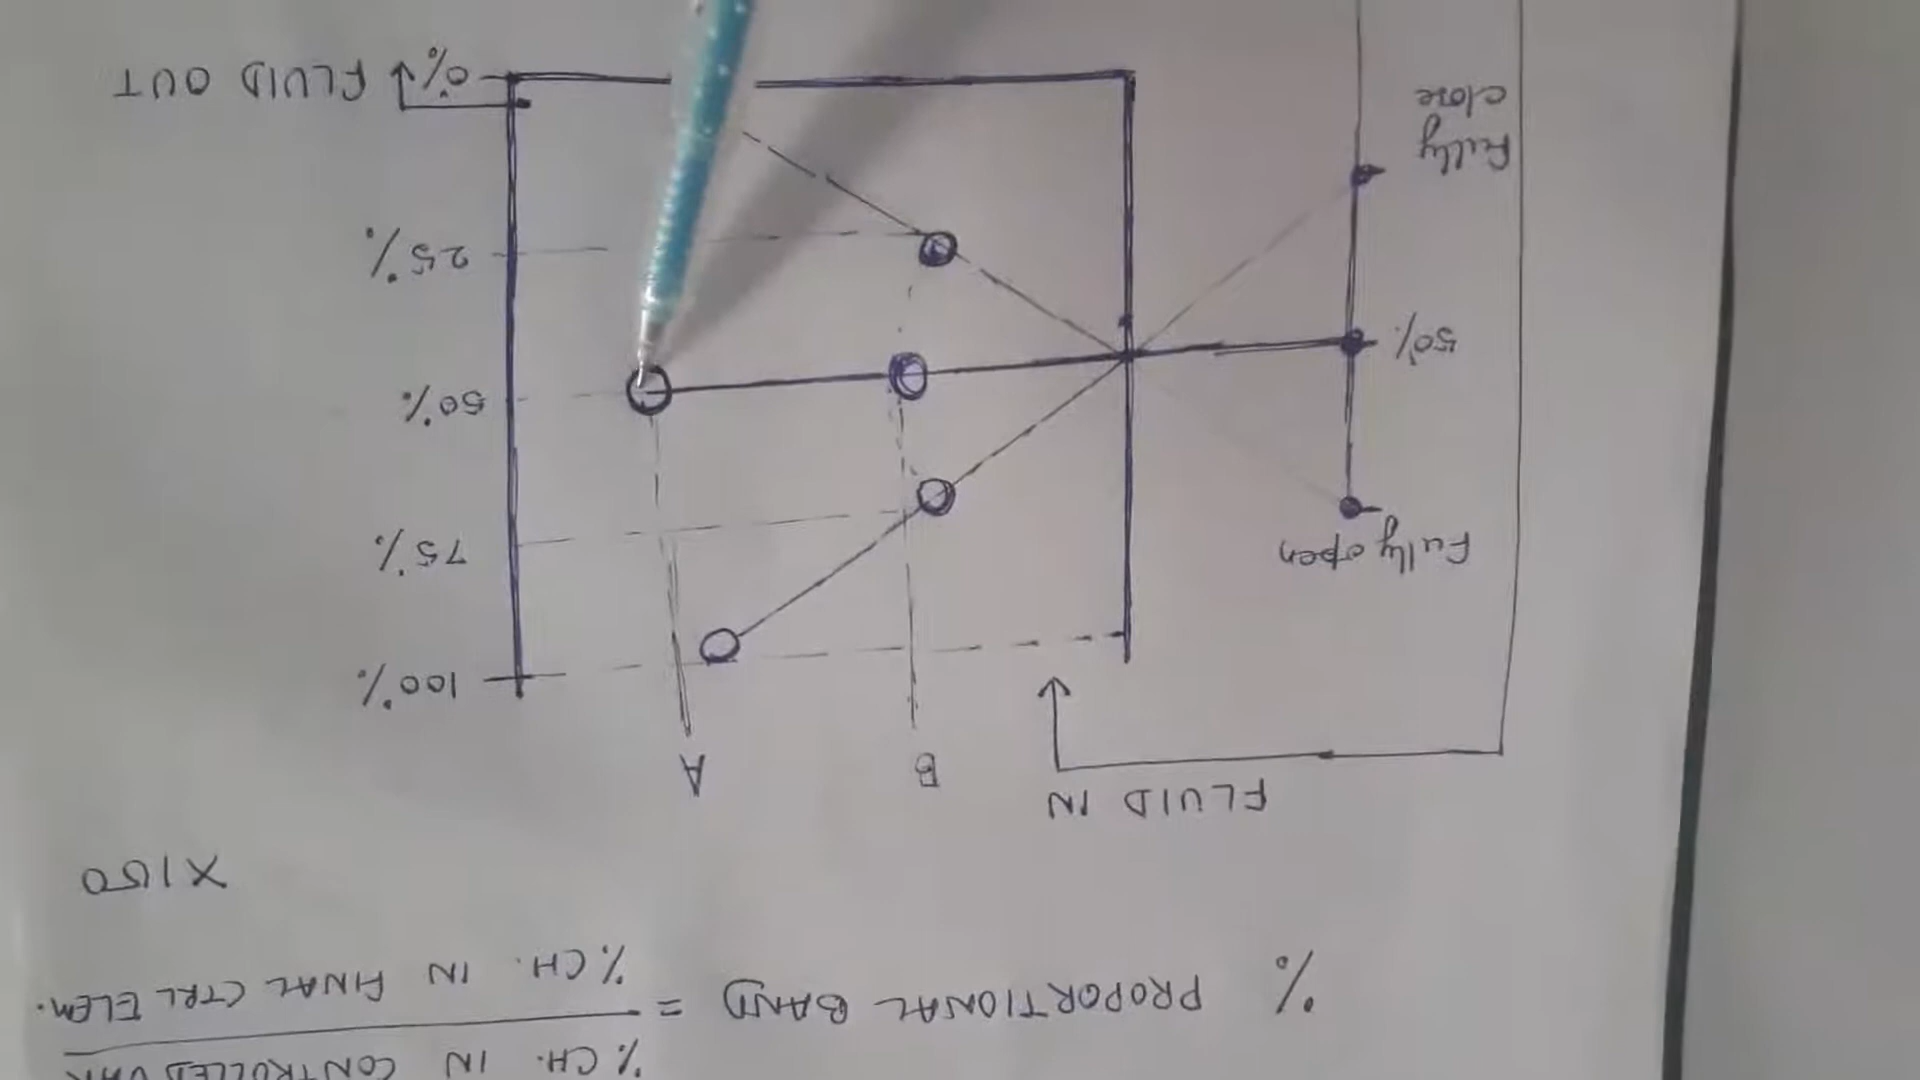 % CH. IN CONTROLLED VAR
% PROPORTIONAL BAND =
% CH. IN FINAL CTRL ELEM.
X100
FLUID IN
B
A
100%
Fully open
75%
50%
50%
25%
Fully
close
0%
FLUID OUT